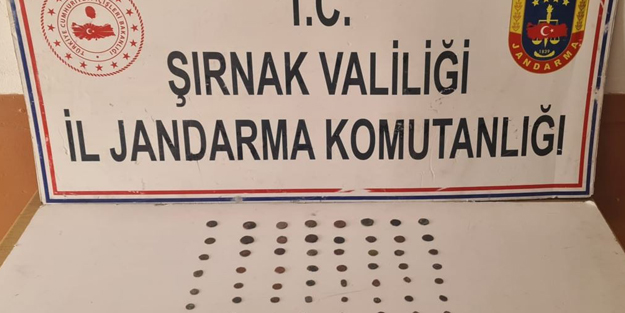 T.C.
ŞIRNAK VALİLİĞİ
İL JANDARMA KOMUTANLIĞI
JANDARMA